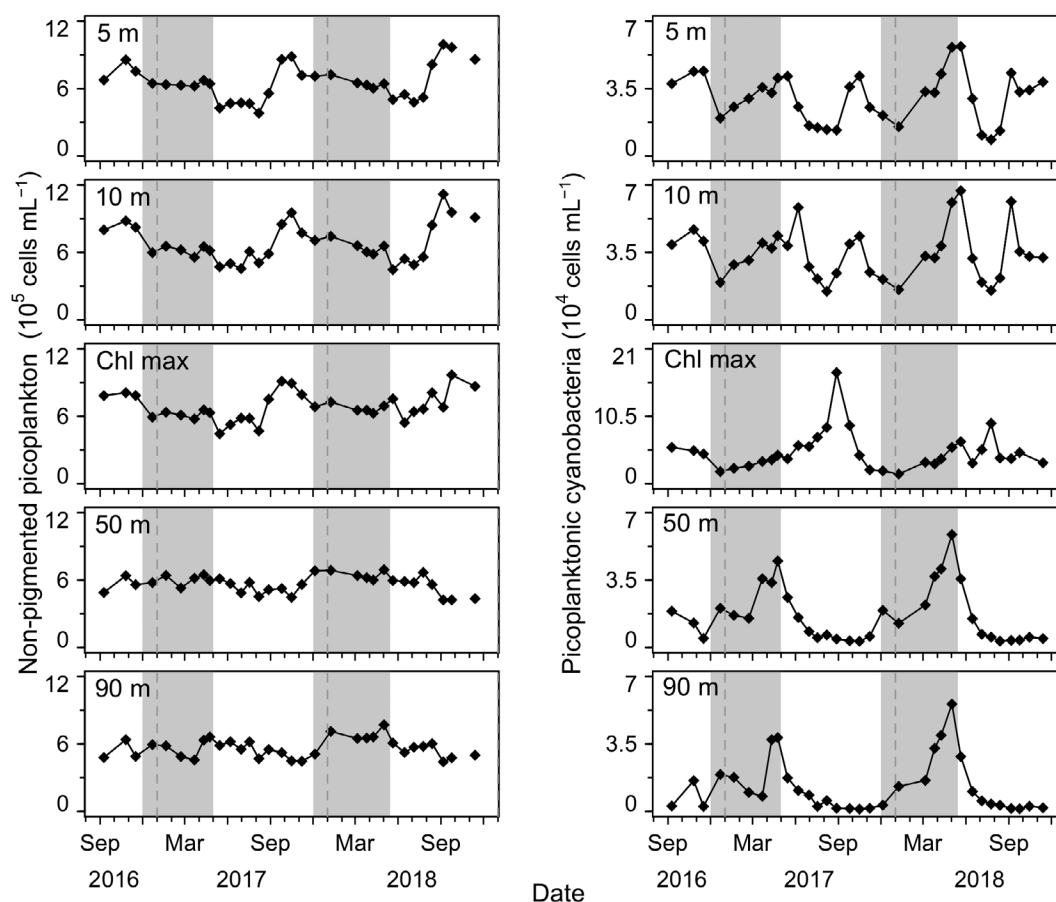 Non-pigmented picoplankton (10⁵ cells mL⁻¹)
5 m
12
6
0
10 m
12
6
0
Chl max
12
6
0
50 m
12
6
0
90 m
12
6
0
Sep Mar Sep Mar Sep
2016 2017 2018
Picoplanktonic cyanobacteria (10⁴ cells mL⁻¹)
5 m
7
3.5
0
10 m
7
3.5
0
Chl max
21
10.5
0
50 m
7
3.5
0
90 m
7
3.5
0
Sep Mar Sep Mar Sep
2016 2017 2018
Date